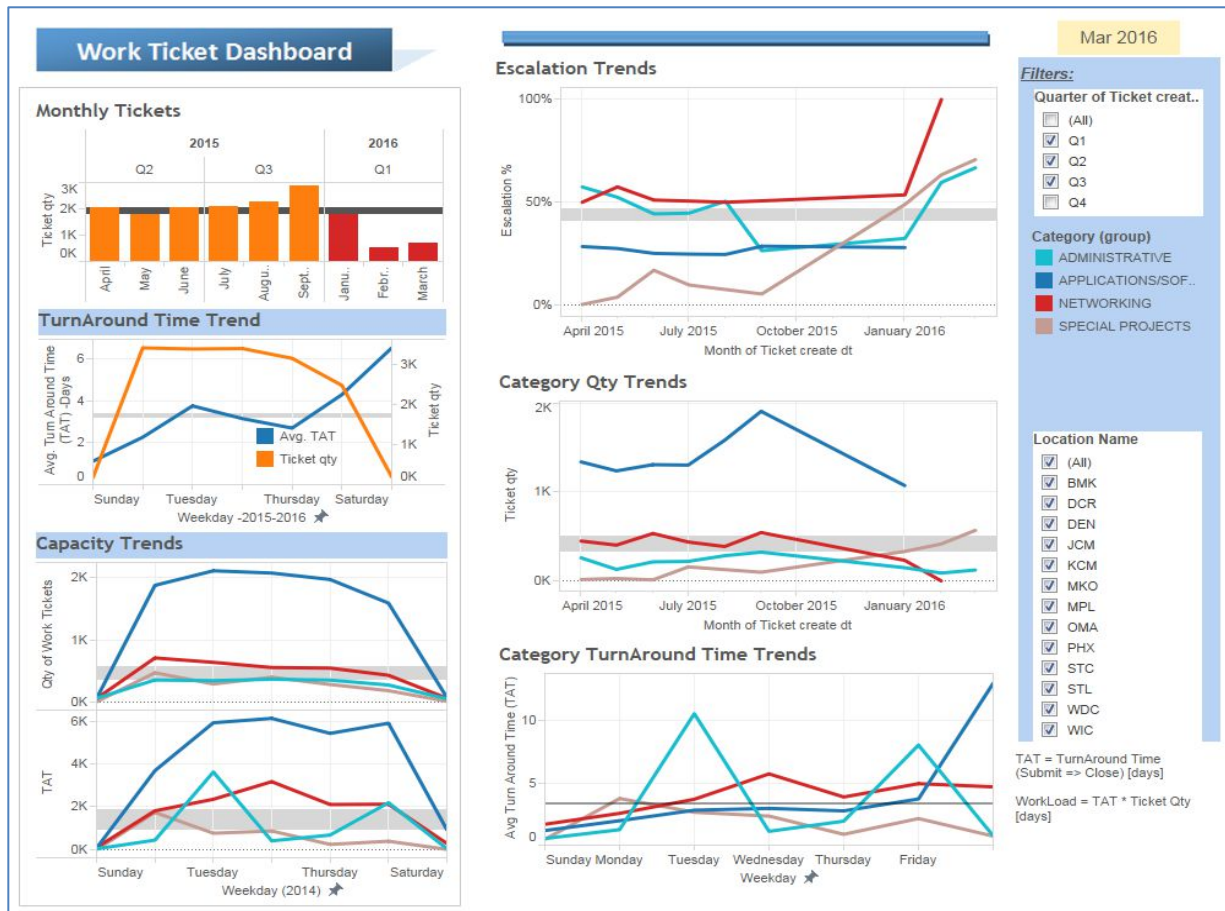 Work Ticket Dashboard
Mar 2016
Monthly Tickets
2015
2016
Q2
Q3
Q1
Ticket qty
3K
2K
1K
0K
April
May
June
July
Augu..
Sept..
Janu..
Febr..
March
TurnAround Time Trend
Avg. Turn Around Time
(TAT) -Days
6
4
2
0
Avg. TAT
Ticket qty
3K
2K
1K
0K
Ticket qty
Sunday
Tuesday
Thursday
Saturday
Weekday -2015-2016
Capacity Trends
Qty of Work Tickets
2K
1K
0K
TAT
6K
4K
2K
0K
Sunday
Tuesday
Thursday
Saturday
Weekday (2014)
Escalation Trends
Escalation %
100%
50%
0%
April 2015
July 2015
October 2015
January 2016
Month of Ticket create dt
Category Qty Trends
Ticket qty
2K
1K
0K
April 2015
July 2015
October 2015
January 2016
Month of Ticket create dt
Category TurnAround Time Trends
Avg Turn Around Time (TAT)
10
5
0
Sunday
Monday
Tuesday
Wednesday
Thursday
Friday
Weekday
Filters:
Quarter of Ticket creat..
(All)
Q1
Q2
Q3
Q4
Category (group)
ADMINISTRATIVE
APPLICATIONS/SOF..
NETWORKING
SPECIAL PROJECTS
Location Name
(All)
BMK
DCR
DEN
JCM
KCM
MKO
MPL
OMA
PHX
STC
STL
WDC
WIC
TAT = TurnAround Time
(Submit => Close) [days]
WorkLoad = TAT * Ticket Qty
[days]